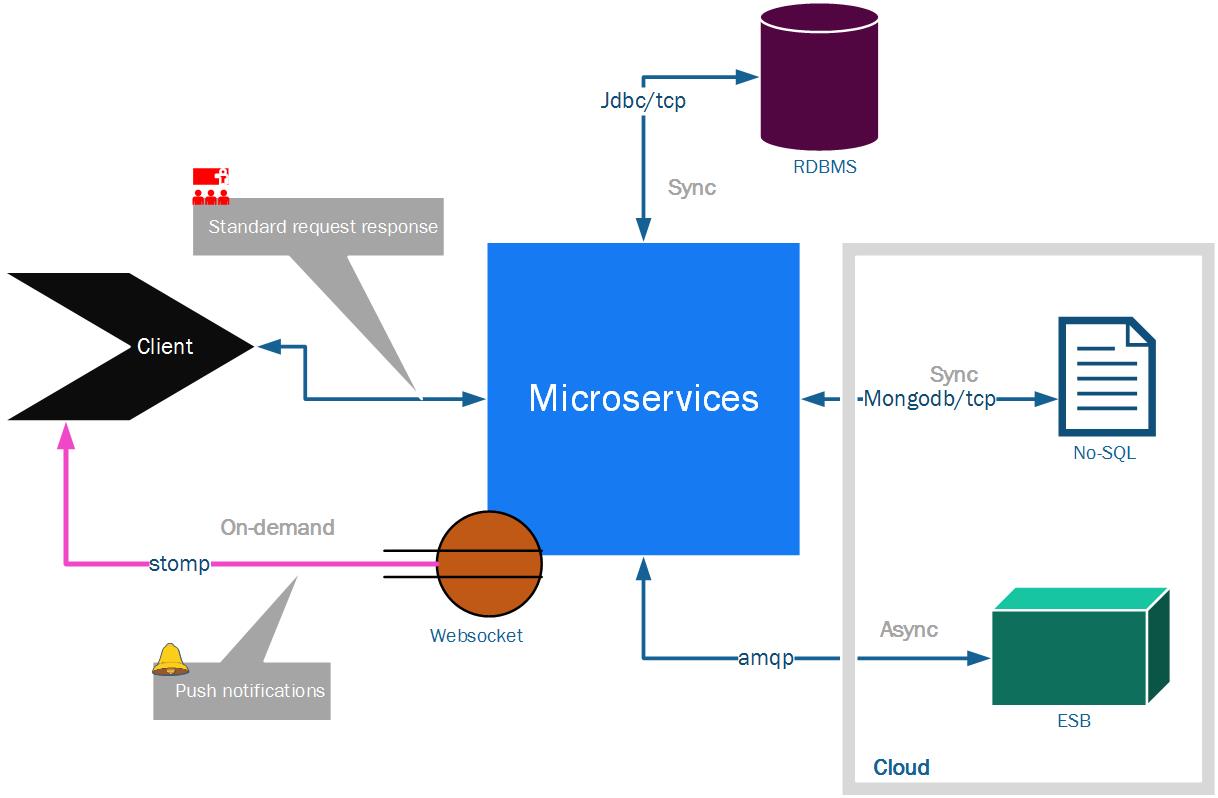 Jdbc/tcp
RDBMS
Sync
Standard request response
Client
Microservices
Sync
Mongodb/tcp
No-SQL
On-demand
stomp
Websocket
Async
amqp
Push notifications
ESB
Cloud